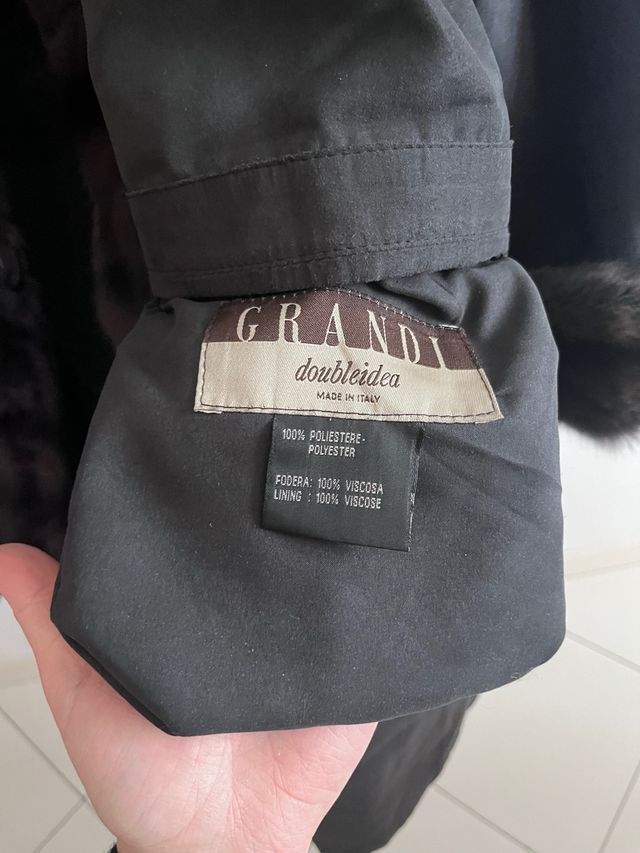 GRANDI
doubleidea
MADE IN ITALY
100% POLIESTERE-
POLYESTER
FODERA: 100% VISCOSA
LINING : 100% VISCOSE